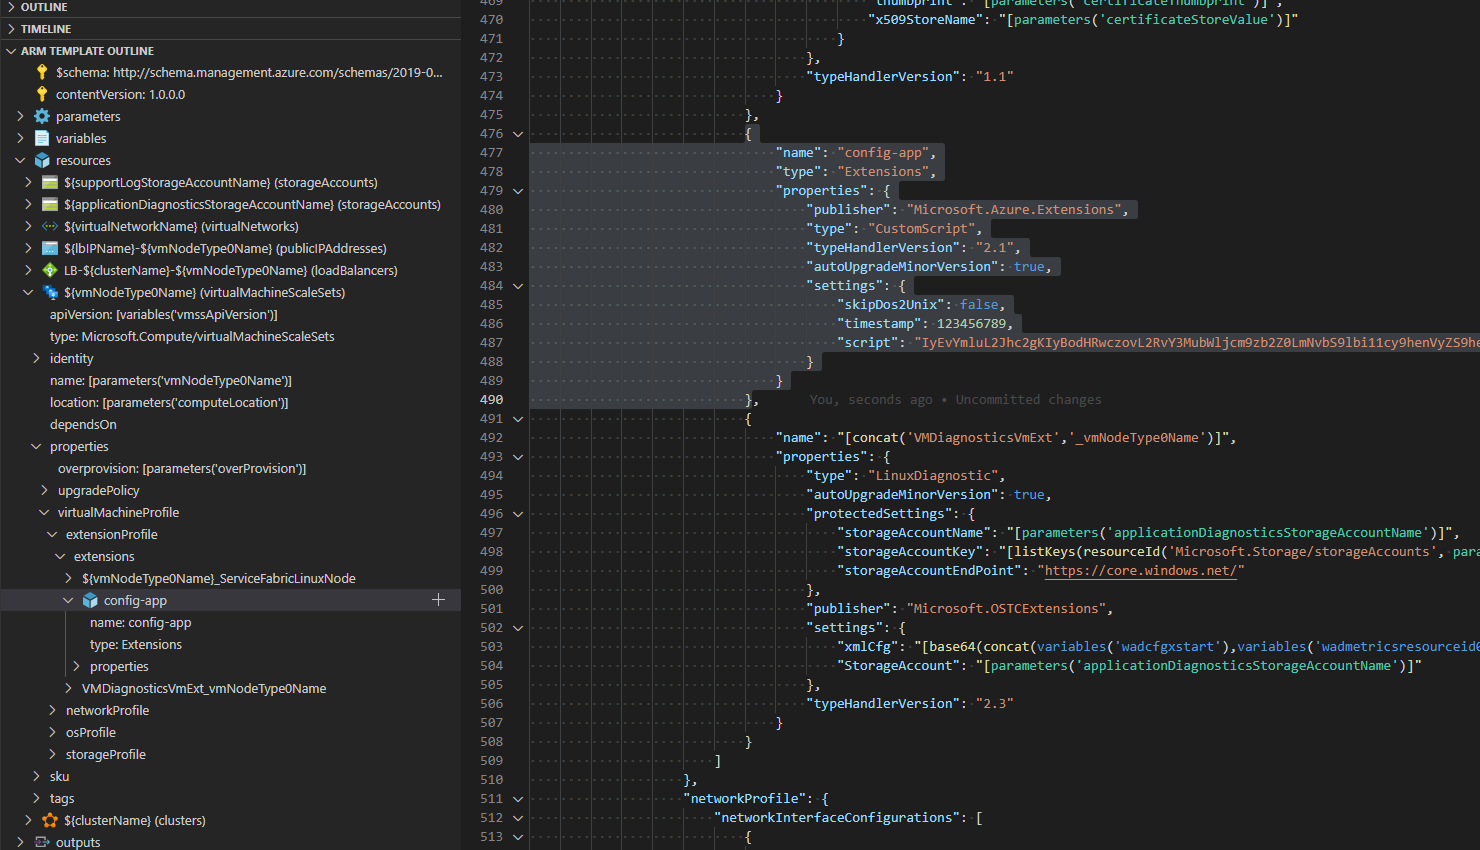 OUTLINE
TIMELINE
ARM TEMPLATE OUTLINE
$schema: http://schema.management.azure.com/schemas/2019-0...
contentVersion: 1.0.0.0
parameters
variables
resources
${supportLogStorageAccountName} (storageAccounts)
${applicationDiagnosticsStorageAccountName} (storageAccounts)
${virtualNetworkName} (virtualNetworks)
${lbIPName}-${vmNodeType0Name} (publicIPAddresses)
LB-${clusterName}-${vmNodeType0Name} (loadBalancers)
${vmNodeType0Name} (virtualMachineScaleSets)
apiVersion: [variables('vmssApiVersion')]
type: Microsoft.Compute/virtualMachineScaleSets
identity
name: [parameters('vmNodeType0Name')]
location: [parameters('computeLocation')]
dependsOn
properties
overprovision: [parameters('overProvision')]
upgradePolicy
virtualMachineProfile
extensionProfile
extensions
${vmNodeType0Name}_ServiceFabricLinuxNode
config-app
name: config-app
type: Extensions
properties
VMDiagnosticsVmExt_vmNodeType0Name
networkProfile
osProfile
storageProfile
sku
tags
${clusterName} (clusters)
outputs
469 "thumbprint": "[parameters('certificateThumbprint')]",
470 "x509StoreName": "[parameters('certificateStoreValue')]"
471 }
472 },
473 "typeHandlerVersion": "1.1"
474 }
475 },
476 {
477 "name": "config-app",
478 "type": "Extensions",
479 "properties": {
480 "publisher": "Microsoft.Azure.Extensions",
481 "type": "CustomScript",
482 "typeHandlerVersion": "2.1",
483 "autoUpgradeMinorVersion": true,
484 "settings": {
485 "skipDos2Unix": false,
486 "timestamp": 123456789,
487 "script": "IyEvYmluL2Jhc2gKIyBodHRwczovL2RvY3MubWljcm9zb2Z0LmNvbS9lbi11cy9henVyZS9he
488 }
489 }
490 }, You, seconds ago • Uncommitted changes
491 {
492 "name": "[concat('VMDiagnosticsVmExt','_vmNodeType0Name')]",
493 "properties": {
494 "type": "LinuxDiagnostic",
495 "autoUpgradeMinorVersion": true,
496 "protectedSettings": {
497 "storageAccountName": "[parameters('applicationDiagnosticsStorageAccountName')]",
498 "storageAccountKey": "[listKeys(resourceId('Microsoft.Storage/storageAccounts', para
499 "storageAccountEndPoint": "https://core.windows.net/"
500 },
501 "publisher": "Microsoft.OSTCExtensions",
502 "settings": {
503 "xmlCfg": "[base64(concat(variables('wadcfgxstart'),variables('wadmetricsresourceid0
504 "StorageAccount": "[parameters('applicationDiagnosticsStorageAccountName')]"
505 },
506 "typeHandlerVersion": "2.3"
507 }
508 }
509 ]
510 },
511 "networkProfile": {
512 "networkInterfaceConfigurations": [
513 {